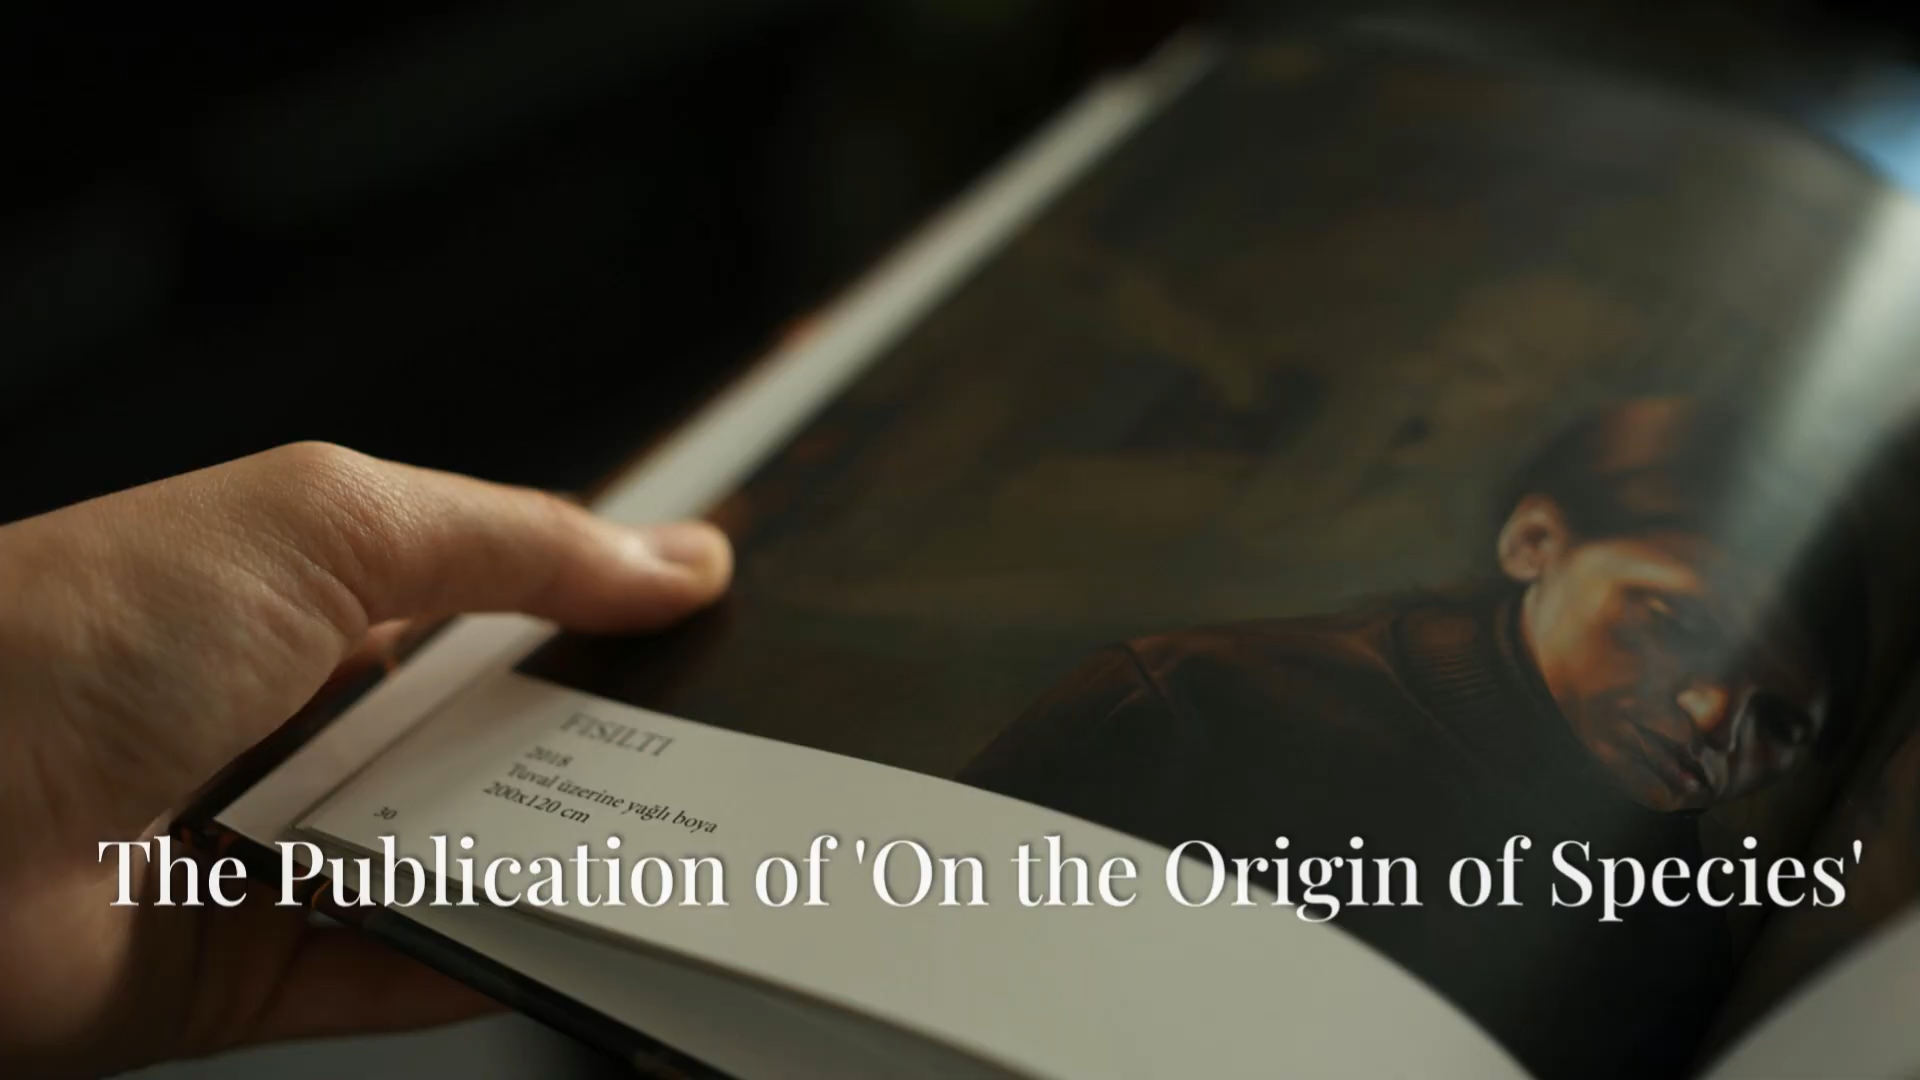 FISILTI
2018
Tuval üzerine yağlı boya
200x120 cm
30
The Publication of 'On the Origin of Species'